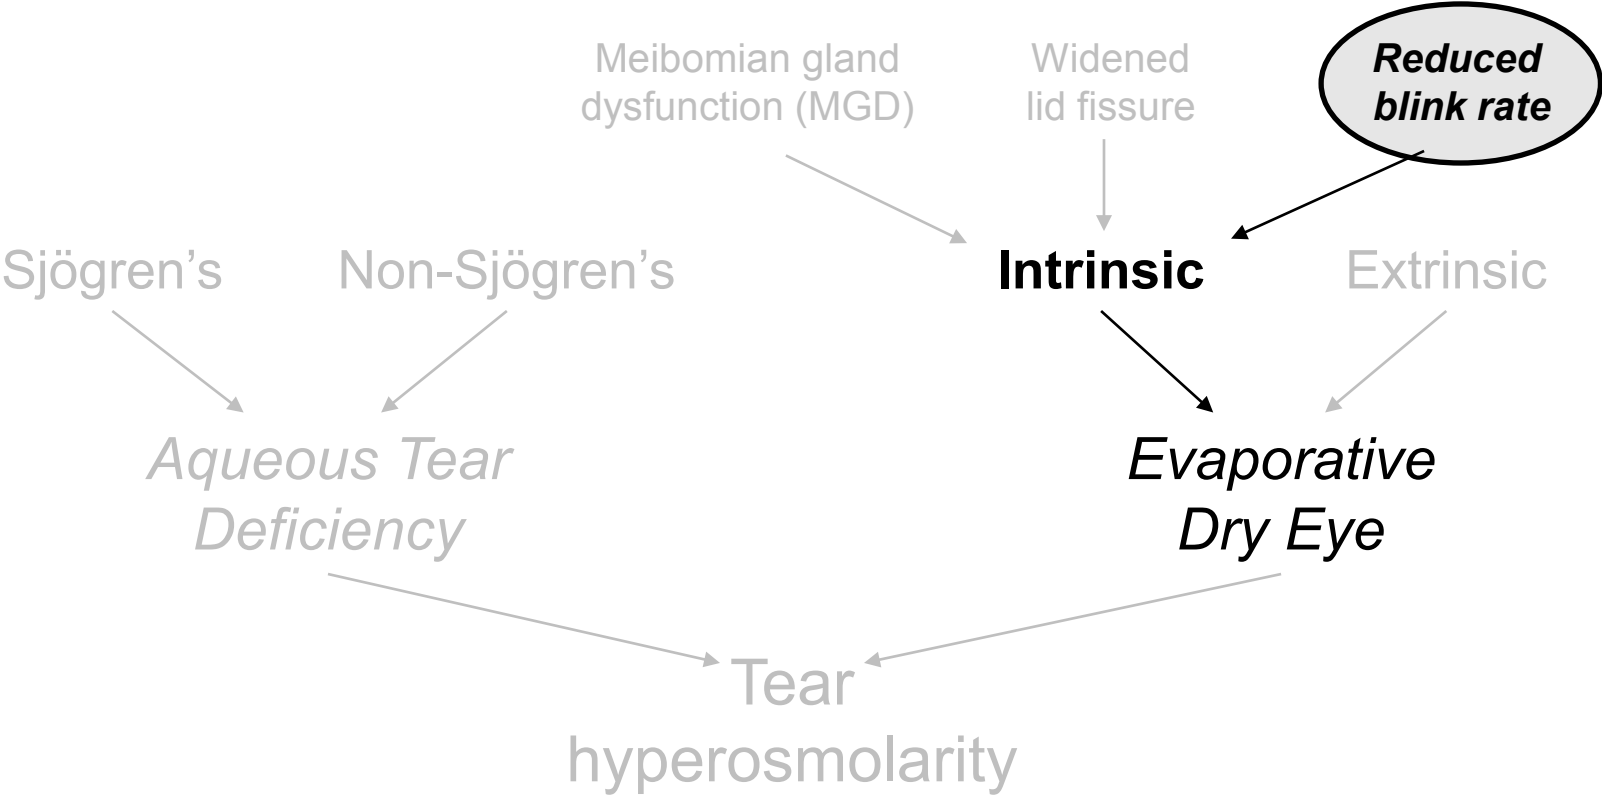 Meibomian gland
dysfunction (MGD)
Widened
lid fissure
Reduced
blink rate
Sjögren’s
Non-Sjögren’s
Intrinsic
Extrinsic
Aqueous Tear
Deficiency
Evaporative
Dry Eye
Tear
hyperosmolarity